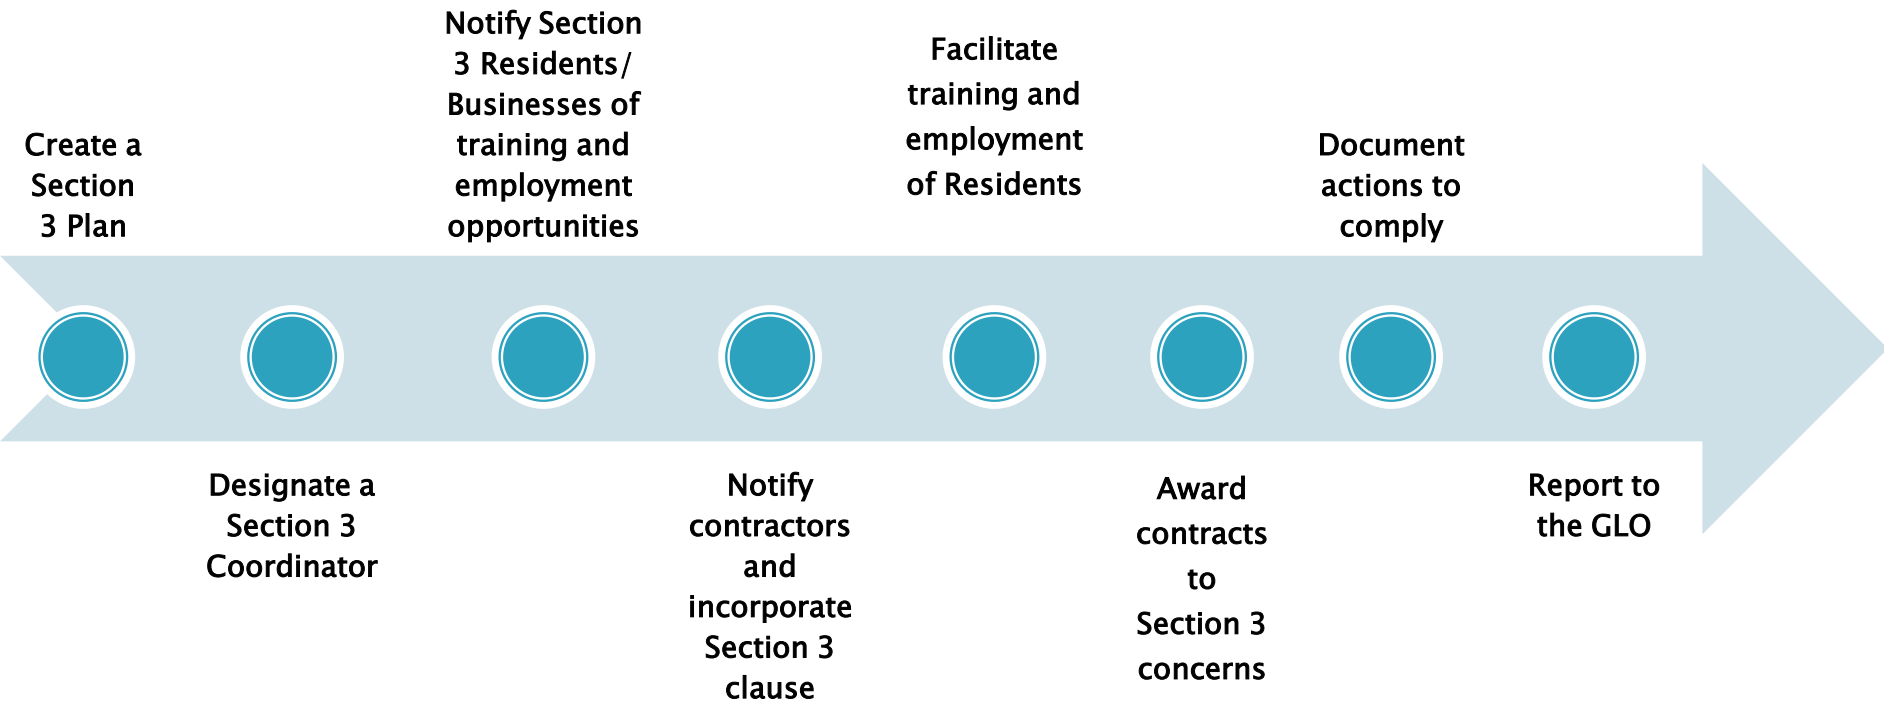 Create a
Section
3 Plan
Designate a
Section 3
Coordinator
Notify Section
3 Residents/
Businesses of
training and
employment
opportunities
Notify
contractors
and
incorporate
Section 3
clause
Facilitate
training and
employment
of Residents
Award
contracts
to
Section 3
concerns
Document
actions to
comply
Report to
the GLO